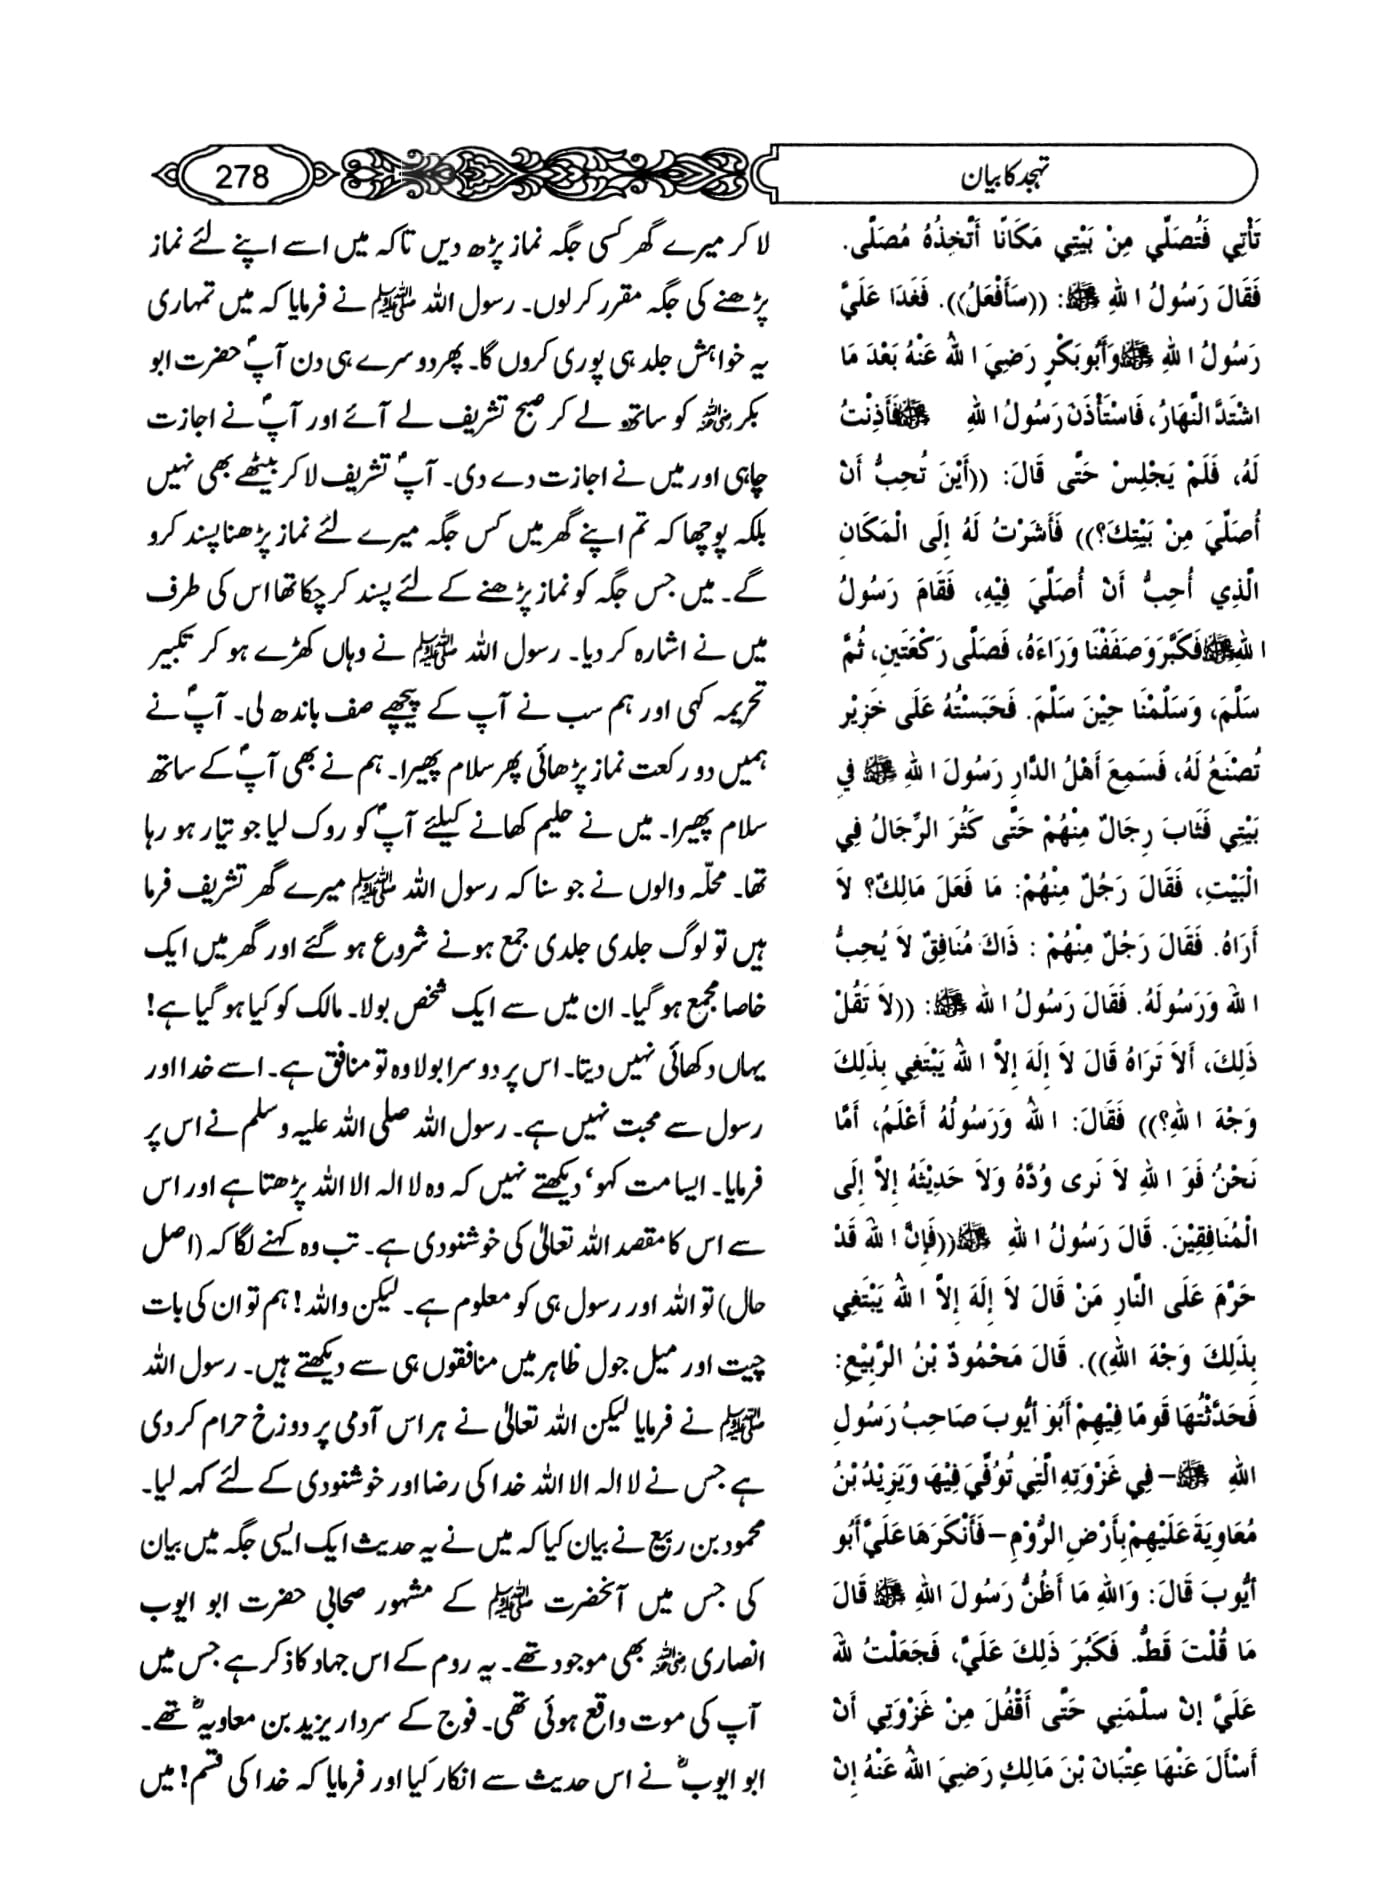 تہجد کا بیان
278
تَأْتِي فَتُصَلِّي مِنْ بَيْتِي مَكَانًا أَتَّخِذُهُ مُصَلًّى.
فَقَالَ رَسُولُ اللهِ ﷺ: ((سَأَفْعَلُ)). فَغَدَا عَلَيَّ
رَسُولُ اللهِ ﷺ وَأَبُوبَكْرٍ رَضِيَ اللهُ عَنْهُ بَعْدَ مَا
اشْتَدَّ النَّهَارُ، فَاسْتَأْذَنَ رَسُولُ اللهِ ﷺ فَأَذِنْتُ
لَهُ، فَلَمْ يَجْلِسْ حَتَّى قَالَ: ((أَيْنَ تُحِبُّ أَنْ
أُصَلِّيَ مِنْ بَيْتِكَ؟)) فَأَشَرْتُ لَهُ إِلَى الْمَكَانِ
الَّذِي أُحِبُّ أَنْ أُصَلِّيَ فِيْهِ، فَقَامَ رَسُولُ
اللهِ ﷺ فَكَبَّرَ وَصَفَفْنَا وَرَاءَهُ، فَصَلَّى رَكْعَتَينِ، ثُمَّ
سَلَّمَ، وَسَلَّمْنَا حِيْنَ سَلَّمَ. فَحَبَسْتُهُ عَلَى خَزِيْرٍ
تُصْنَعُ لَهُ، فَسَمِعَ أَهْلُ الدَّارِ رَسُولَ اللهِ ﷺ فِي
بَيْتِي فَثَابَ رِجَالٌ مِنْهُمْ حَتَّى كَثُرَ الرِّجَالُ فِي
الْبَيْتِ، فَقَالَ رَجُلٌ مِنْهُمْ: مَا فَعَلَ مَالِكٌ؟ لاَ
أَرَاهُ. فَقَالَ رَجُلٌ مِنْهُمْ : ذَاكَ مُنَافِقٌ لاَ يُحِبُّ
اللهَ وَرَسُولَهُ. فَقَالَ رَسُولُ اللهِ ﷺ: ((لاَ تَقُلْ
ذَلِكَ، أَلاَ تَرَاهُ قَالَ لاَ إِلَهَ إِلاَّ اللهُ يَبْتَغِي بِذَلِكَ
وَجْهَ اللهِ؟)) فَقَالَ: اللهُ وَرَسُولُهُ أَعْلَمُ، أَمَّا
نَحْنُ فَوَ اللهِ لاَ نَرى وُدَّهُ وَلاَ حَدِيْثَهُ إِلاَّ إِلَى
الْمُنَافِقِيْنَ. قَالَ رَسُوْلُ اللهِ ﷺ ((فَإِنَّ اللهَ قَدْ
حَرَّمَ عَلَى النَّارِ مَنْ قَالَ لاَ إِلَهَ إِلاَّ اللهُ يَبْتَغِي
بِذَلِكَ وَجْهَ اللهِ)). قَالَ مَحْمُودُ بْنُ الرَّبِيْعِ:
فَحَدَّثْتُهَا قَومًا فِيْهِمْ أَبُو أَيُّوبَ صَاحِبُ رَسُولِ
اللهِ ﷺ – فِي غَزْوَتِهِ الَّتِي تُوُفِّيَ فِيْهَا وَيَزِيْدُ بْنُ
مُعَاوِيَةَ عَلَيْهِمْ بِأَرْضِ الرُّوْمِ – فَأَنْكَرَهَا عَلَيَّ أَبُو
أَيُّوبَ قَالَ: وَاللهِ مَا أَظُنُّ رَسُولَ اللهِ ﷺ قَالَ
مَا قُلْتَ قَطُّ. فَكَبُرَ ذَلِكَ عَلَيَّ، فَجَعَلْتُ للهِ
عَلَيَّ إِنْ سَلَّمَنِي حَتَّى أَقْفُلَ مِنْ غَزْوَتِي أَنْ
أَسْأَلَ عَنْهَا عِتْبَانَ بْنَ مَالِكٍ رَضِيَ اللهُ عَنْهُ إِنْ
لا کر میرے گھر کسی جگہ نماز پڑھ دیں تاکہ میں اسے اپنے لئے نماز
پڑھنے کی جگہ مقرر کر لوں۔ رسول اللہ ﷺ نے فرمایا کہ میں تمہاری
یہ خواہش جلد ہی پوری کروں گا۔ پھر دوسرے ہی دن آپؐ حضرت ابو
بکر رضی اللہ عنہ کو ساتھ لے کر صبح تشریف لے آئے اور آپؐ نے اجازت
چاہی اور میں نے اجازت دے دی۔ آپؐ تشریف لا کر بیٹھے بھی نہیں
بلکہ پوچھا کہ تم اپنے گھر میں کس جگہ میرے لئے نماز پڑھنا پسند کرو
گے۔ میں جس جگہ کو نماز پڑھنے کے لئے پسند کر چکا تھا اس کی طرف
میں نے اشارہ کر دیا۔ رسول اللہ ﷺ نے وہاں کھڑے ہو کر تکبیر
تحریمہ کہی اور ہم سب نے آپ کے پیچھے صف باندھ لی۔ آپؐ نے
ہمیں دو رکعت نماز پڑھائی پھر سلام پھیرا۔ ہم نے بھی آپؐ کے ساتھ
سلام پھیرا۔ میں نے حلیم کھانے کیلئے آپؐ کو روک لیا جو تیار ہو رہا
تھا۔ محلّہ والوں نے جو سنا کہ رسول اللہ ﷺ میرے گھر تشریف فرما
ہیں تو لوگ جلدی جلدی جمع ہونے شروع ہو گئے اور گھر میں ایک
خاصا مجمع ہو گیا۔ ان میں سے ایک شخص بولا۔ مالک کو کیا ہو گیا ہے!
یہاں دکھائی نہیں دیتا۔ اس پر دوسرا بولا وہ تو منافق ہے۔ اسے خدا اور
رسول سے محبت نہیں ہے۔ رسول اللہ صلی اللہ علیہ وسلم نے اس پر
فرمایا۔ ایسا مت کہو‘ دیکھتے نہیں کہ وہ لا الہ الا اللہ پڑھتا ہے اور اس
سے اس کا مقصد اللہ تعالیٰ کی خوشنودی ہے۔ تب وہ کہنے لگا کہ (اصل
حال) تو اللہ اور رسول ہی کو معلوم ہے۔ لیکن واللہ! ہم تو ان کی بات
چیت اور میل جول ظاہر میں منافقوں ہی سے دیکھتے ہیں۔ رسول اللہ
ﷺ نے فرمایا لیکن اللہ تعالیٰ نے ہر اس آدمی پر دوزخ حرام کر دی
ہے جس نے لا الہ الا اللہ خدا کی رضا اور خوشنودی کے لئے کہہ لیا۔
محمود بن ربیع نے بیان کیا کہ میں نے یہ حدیث ایک ایسی جگہ میں بیان
کی جس میں آنحضرت ﷺ کے مشہور صحابی حضرت ابو ایوب
انصاری رضی اللہ عنہ بھی موجود تھے۔ یہ روم کے اس جہاد کا ذکر ہے جس میں
آپ کی موت واقع ہوئی تھی۔ فوج کے سردار یزید بن معاویہؓ تھے۔
ابو ایوبؓ نے اس حدیث سے انکار کیا اور فرمایا کہ خدا کی قسم! میں